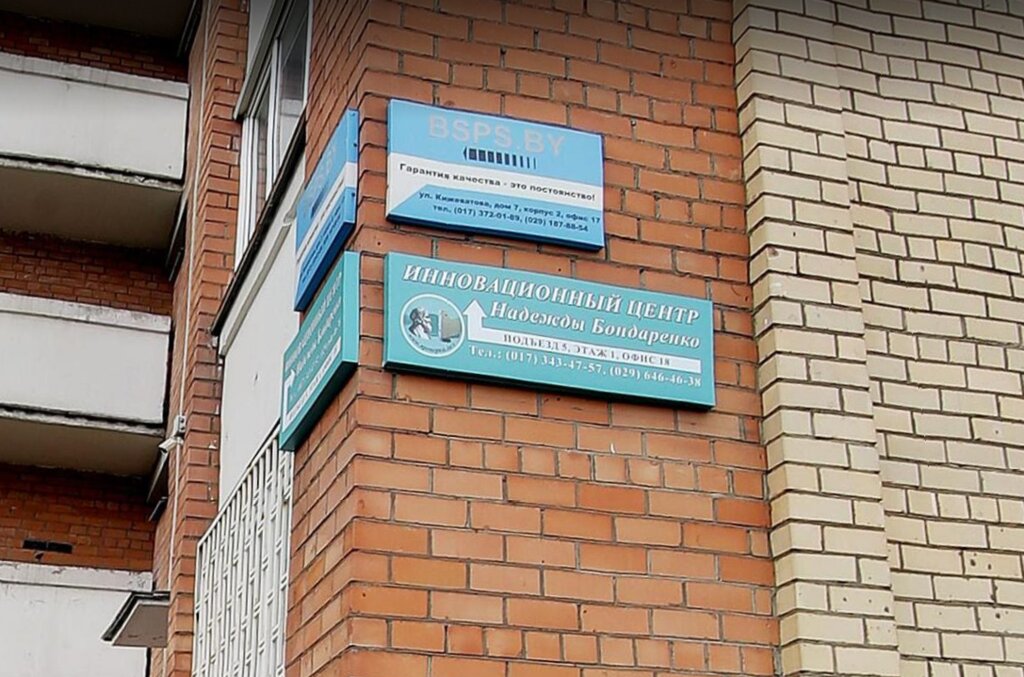 BSPS.BY
Гарантия качества - это постоянство!
ул. Кижеватова, дом 7, корпус 2, офис 17
тел. (017) 372-01-89, (029) 187-88-54
ИННОВАЦИОННЫЙ ЦЕНТР
Надежды Бондаренко
ПОДЪЕЗД 5, ЭТАЖ 1, ОФИС 18
Тел.: (017) 343-47-57, (029) 646-46-38